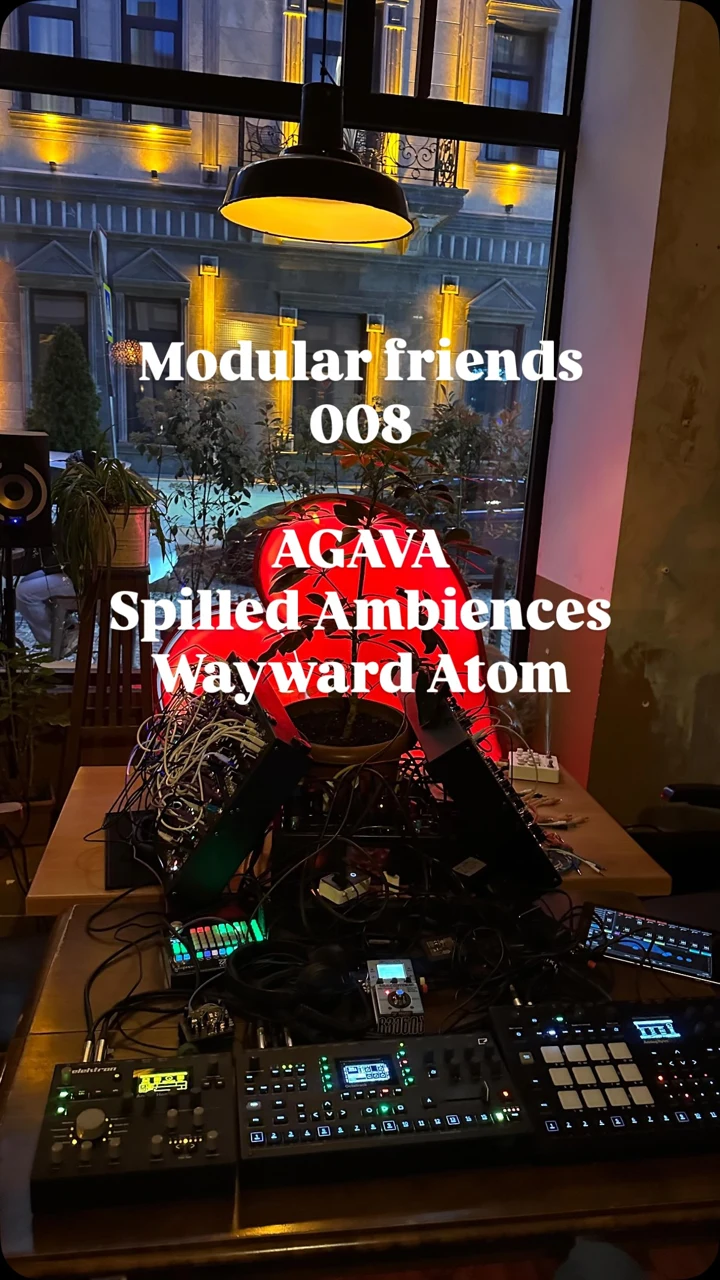 Modular friends
008
AGAVA
Spilled Ambiences
Wayward Atom
elektron